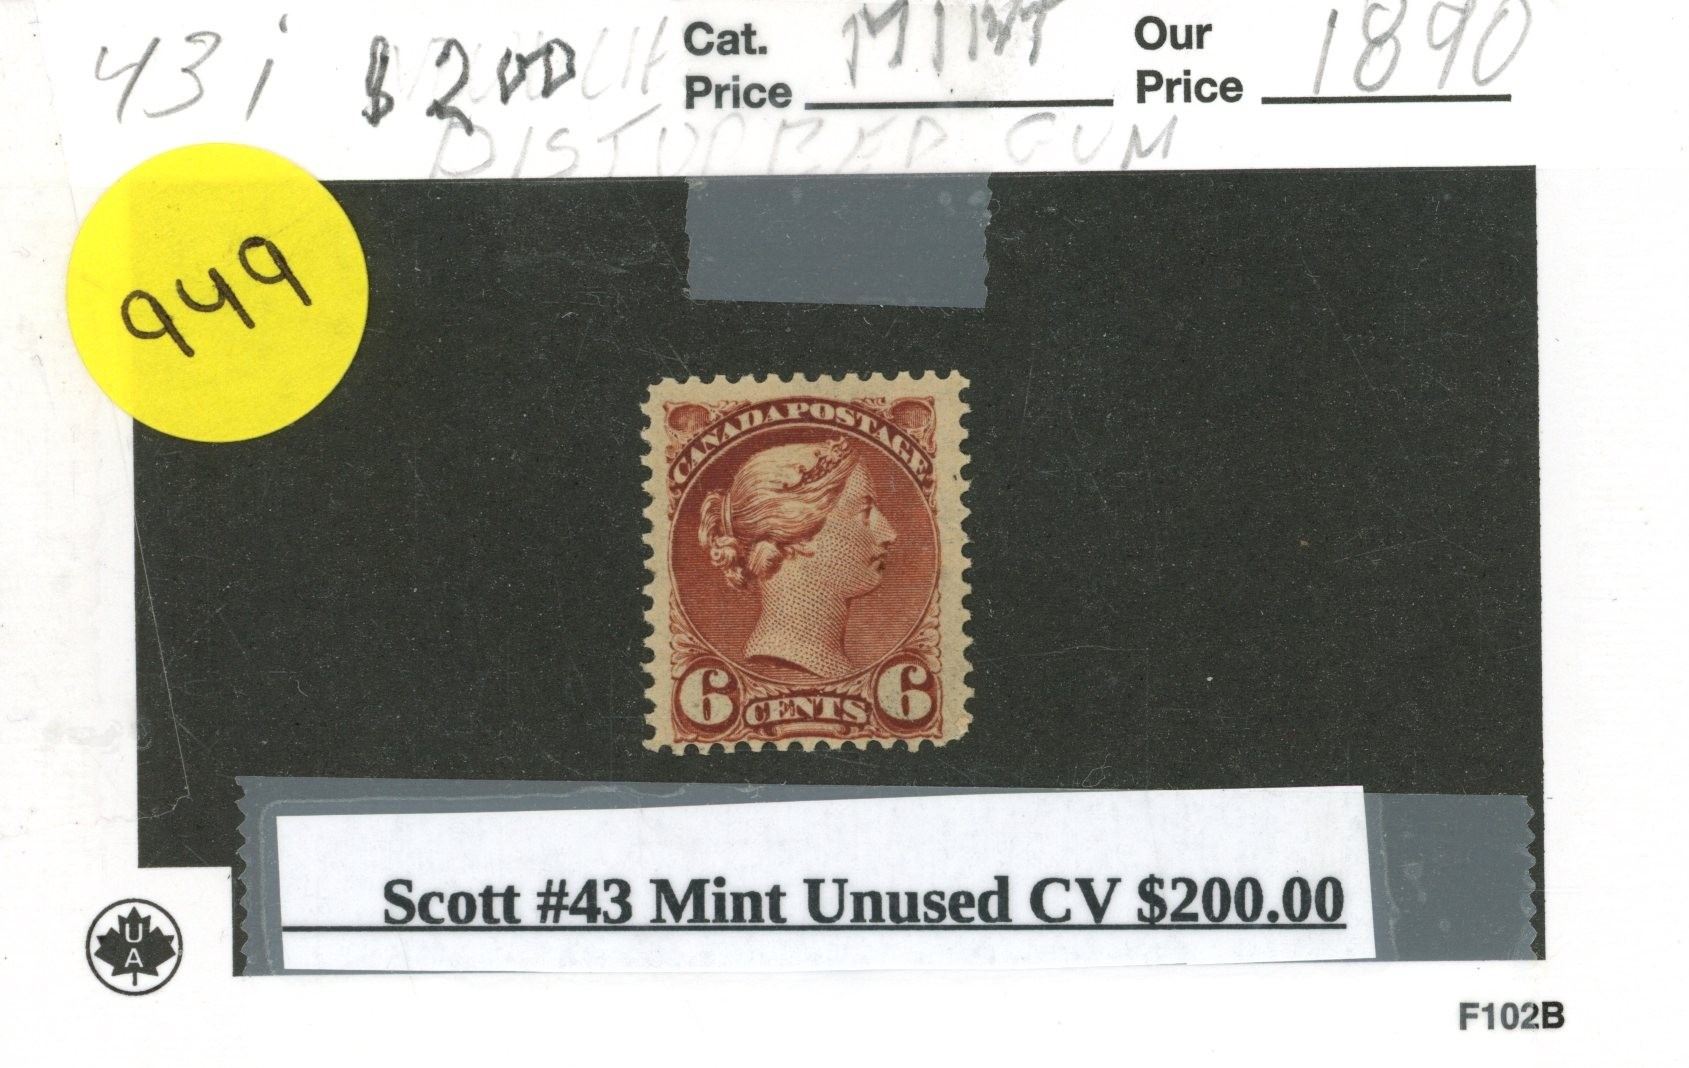 43i $200 Cat. Price MINT Our Price 1890
DISTURBED GUM
949
CANADA POSTAGE
6 CENTS 6
Scott #43 Mint Unused CV $200.00
UA
F102B